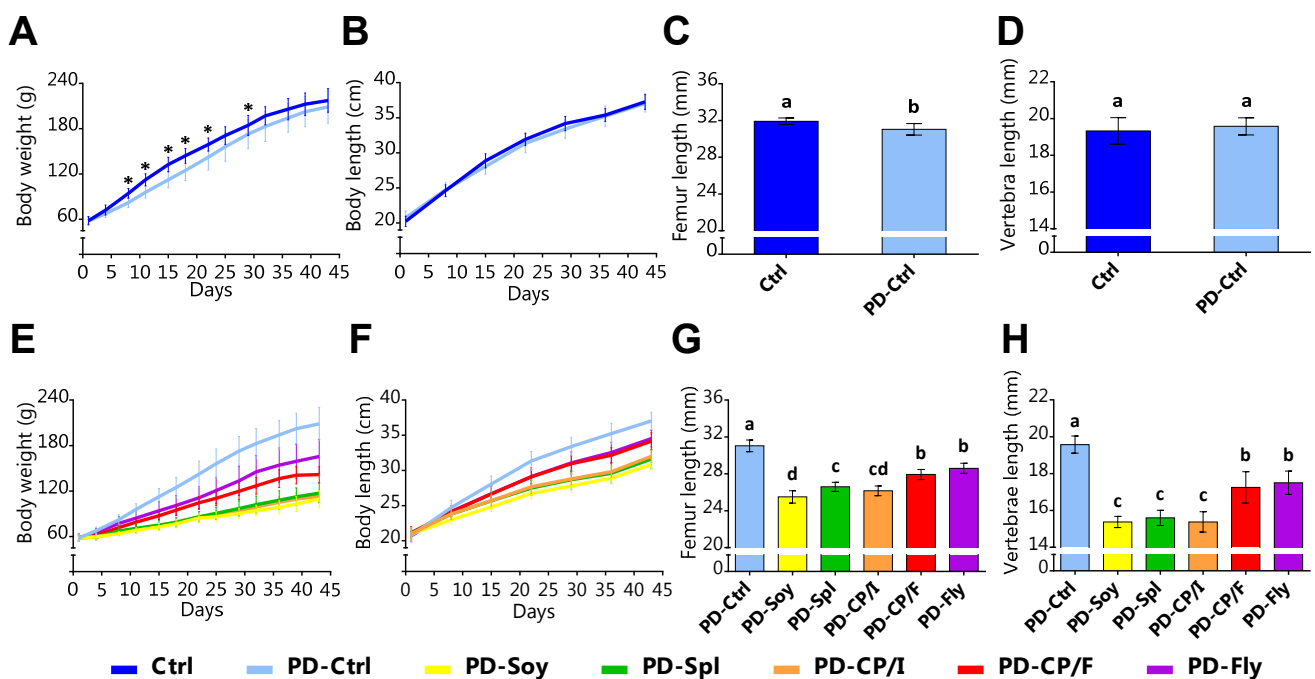 A
B
C
D
Body weight (g)
240
180
120
60
0 5 10 15 20 25 30 35 40 45
Days
* * * * * *
Body length (cm)
40
35
30
25
20
0 5 10 15 20 25 30 35 40 45
Days
Femur length (mm)
36
32
28
24
20
0
a b
Ctrl PD-Ctrl
Vertebra length (mm)
22
20
18
16
14
0
a a
Ctrl PD-Ctrl
E
F
G
H
Body weight (g)
240
180
120
60
0 5 10 15 20 25 30 35 40 45
Days
Body length (cm)
40
35
30
25
20
0 5 10 15 20 25 30 35 40 45
Days
Femur length (mm)
36
32
28
24
20
0
a d c cd b b
PD-Ctrl PD-Soy PD-Spl PD-CP/I PD-CP/F PD-Fly
Vertebrae length (mm)
22
20
18
16
14
0
a c c c b b
PD-Ctrl PD-Soy PD-Spl PD-CP/I PD-CP/F PD-Fly
Ctrl PD-Ctrl PD-Soy PD-Spl PD-CP/I PD-CP/F PD-Fly